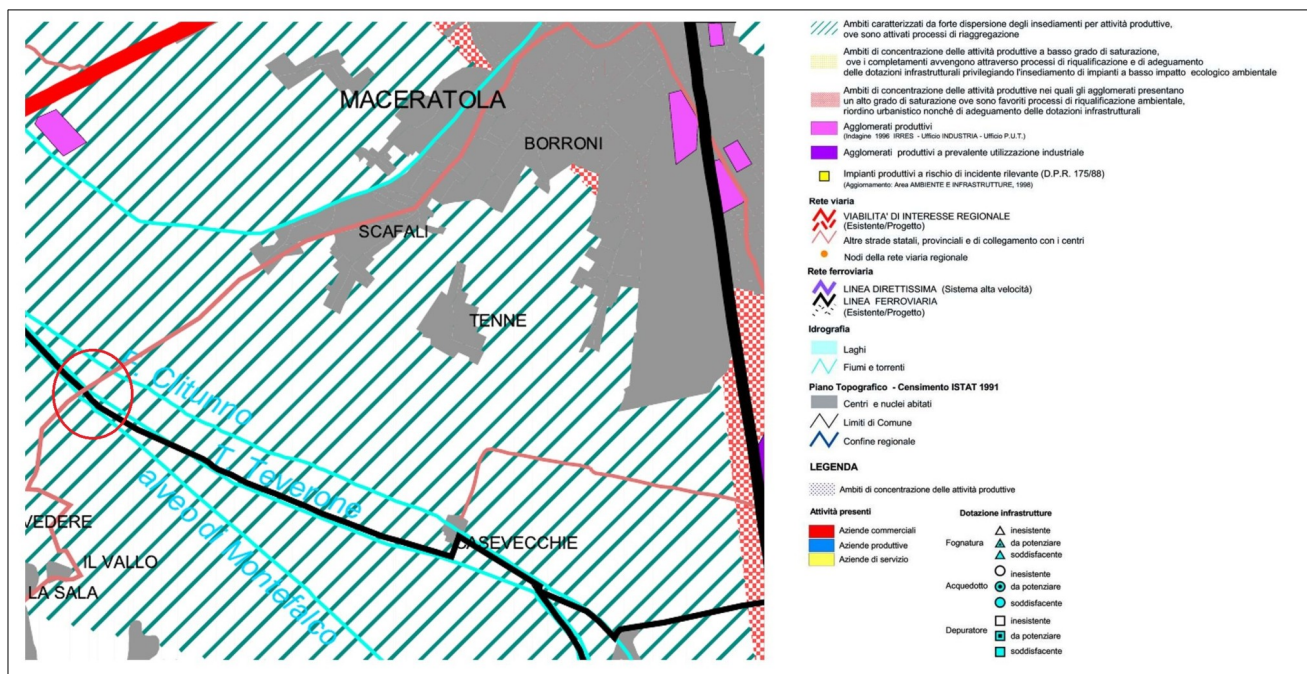 MACERATOLA
BORRONI
SCAFALI
TENNE
F. Clitunno
T. Teverone
alveo di Montefalco
CASEVECCHIE
VEDERE
IL VALLO
LA SALA
Ambiti caratterizzati da forte dispersione degli insediamenti per attività produttive,
ove sono attivati processi di riaggregazione
Ambiti di concentrazione delle attività produttive a basso grado di saturazione,
ove i completamenti avvengono attraverso processi di riqualificazione e di adeguamento
delle dotazioni infrastrutturali privilegiando l'insediamento di impianti a basso impatto ecologico ambientale
Ambiti di concentrazione delle attività produttive nei quali gli agglomerati presentano
un alto grado di saturazione ove sono favoriti processi di riqualificazione ambientale,
riordino urbanistico nonchè di adeguamento delle dotazioni infrastrutturali
Agglomerati produttivi
(Indagine 1996 IRRES - Ufficio INDUSTRIA - Ufficio P.U.T.)
Agglomerati produttivi a prevalente utilizzazione industriale
Impianti produttivi a rischio di incidente rilevante (D.P.R. 175/88)
(Aggiornamento: Area AMBIENTE E INFRASTRUTTURE, 1998)
Rete viaria
VIABILITA' DI INTERESSE REGIONALE
(Esistente/Progetto)
Altre strade statali, provinciali e di collegamento con i centri
Nodi della rete viaria regionale
Rete ferroviaria
LINEA DIRETTISSIMA (Sistema alta velocità)
LINEA FERROVIARIA
(Esistente/Progetto)
Idrografia
Laghi
Fiumi e torrenti
Piano Topografico - Censimento ISTAT 1991
Centri e nuclei abitati
Limiti di Comune
Confine regionale
LEGENDA
Ambiti di concentrazione delle attività produttive
Attività presenti
Aziende commerciali
Aziende produttive
Aziende di servizio
Dotazione infrastrutture
Fognatura
inesistente
da potenziare
soddisfacente
Acquedotto
inesistente
da potenziare
soddisfacente
Depuratore
inesistente
da potenziare
soddisfacente